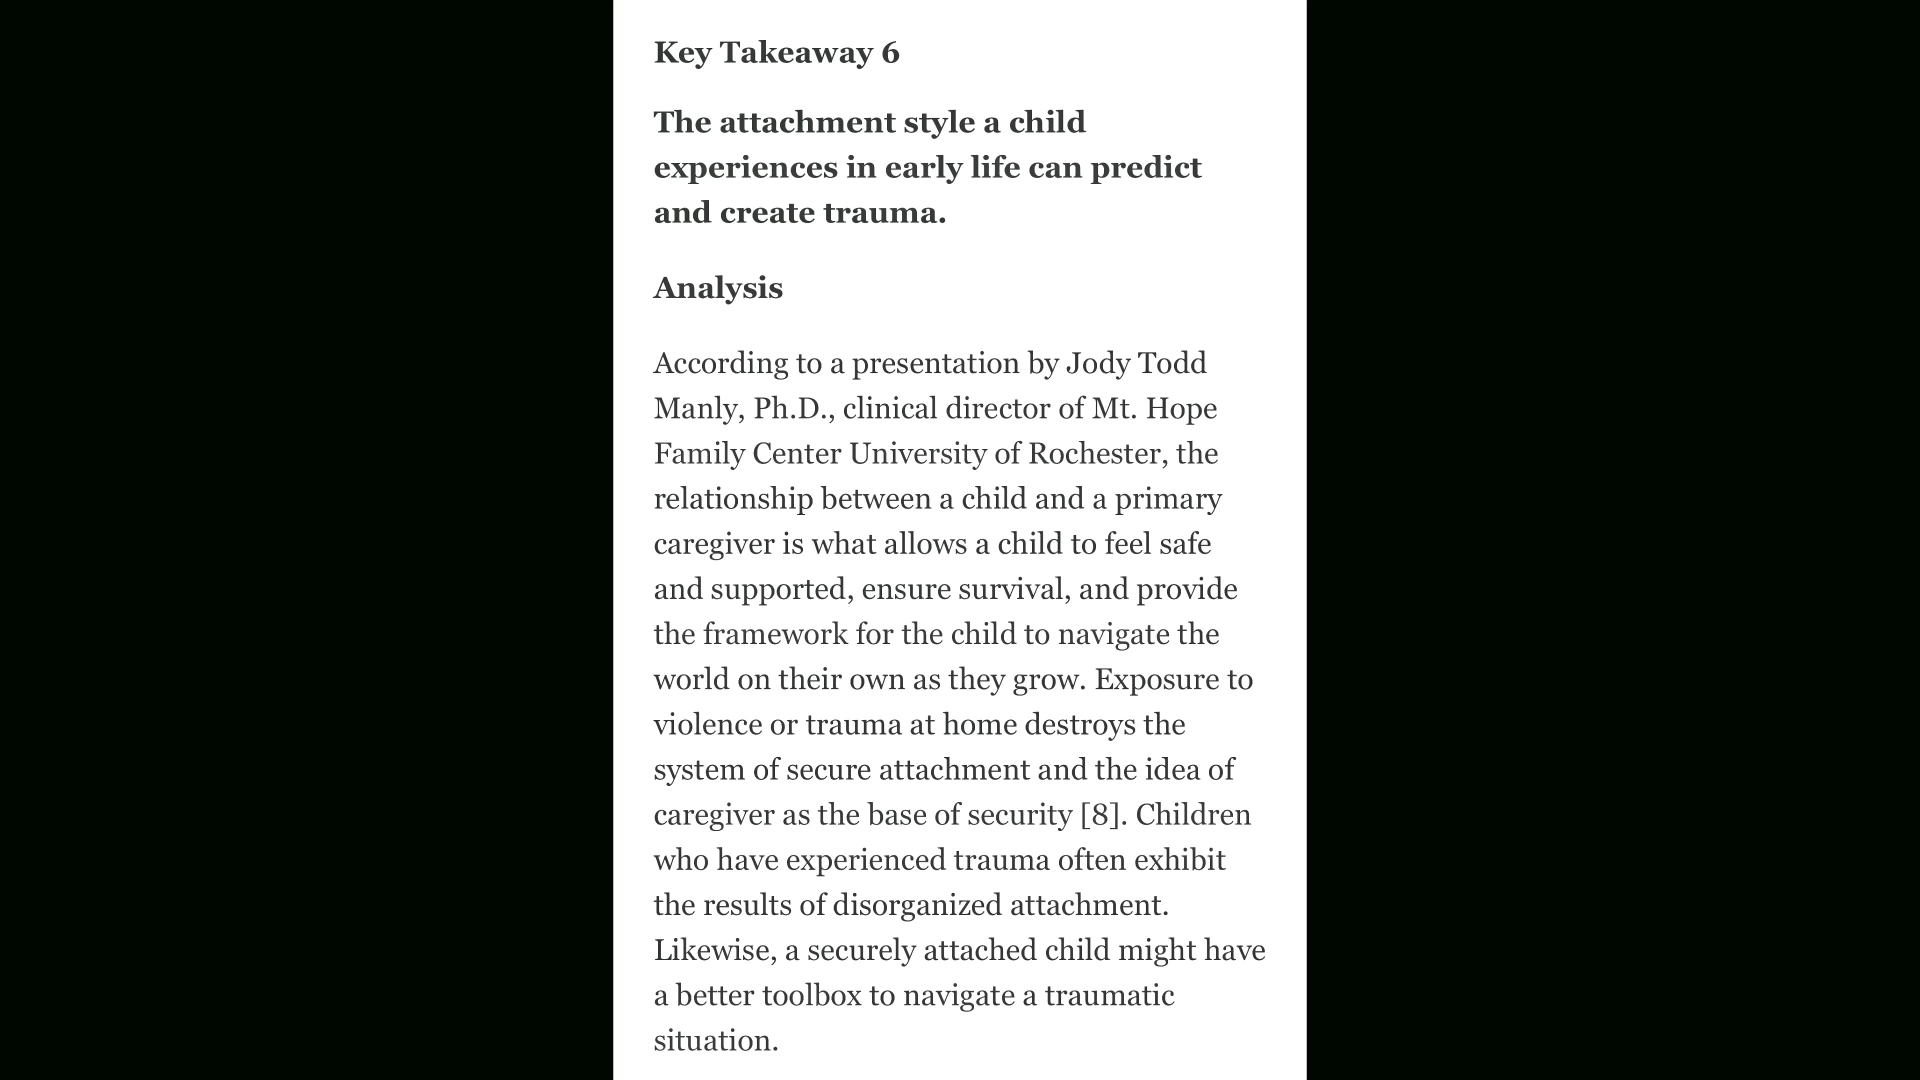 Key Takeaway 6
The attachment style a child
experiences in early life can predict
and create trauma.
Analysis
According to a presentation by Jody Todd
Manly, Ph.D., clinical director of Mt. Hope
Family Center University of Rochester, the
relationship between a child and a primary
caregiver is what allows a child to feel safe
and supported, ensure survival, and provide
the framework for the child to navigate the
world on their own as they grow. Exposure to
violence or trauma at home destroys the
system of secure attachment and the idea of
caregiver as the base of security [8]. Children
who have experienced trauma often exhibit
the results of disorganized attachment.
Likewise, a securely attached child might have
a better toolbox to navigate a traumatic
situation.